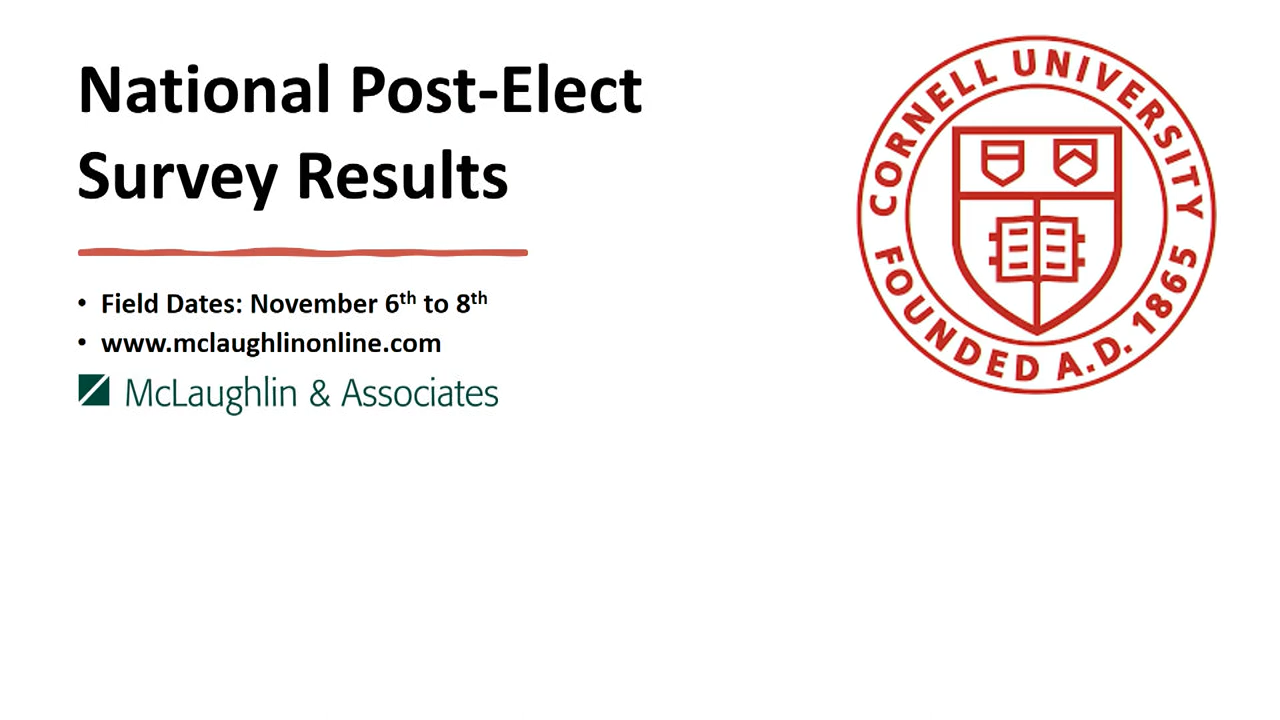 National Post-Elect
Survey Results
• Field Dates: November 6th to 8th
• www.mclaughlinonline.com
McLaughlin & Associates
CORNELL UNIVERSITY
FOUNDED A.D. 1865